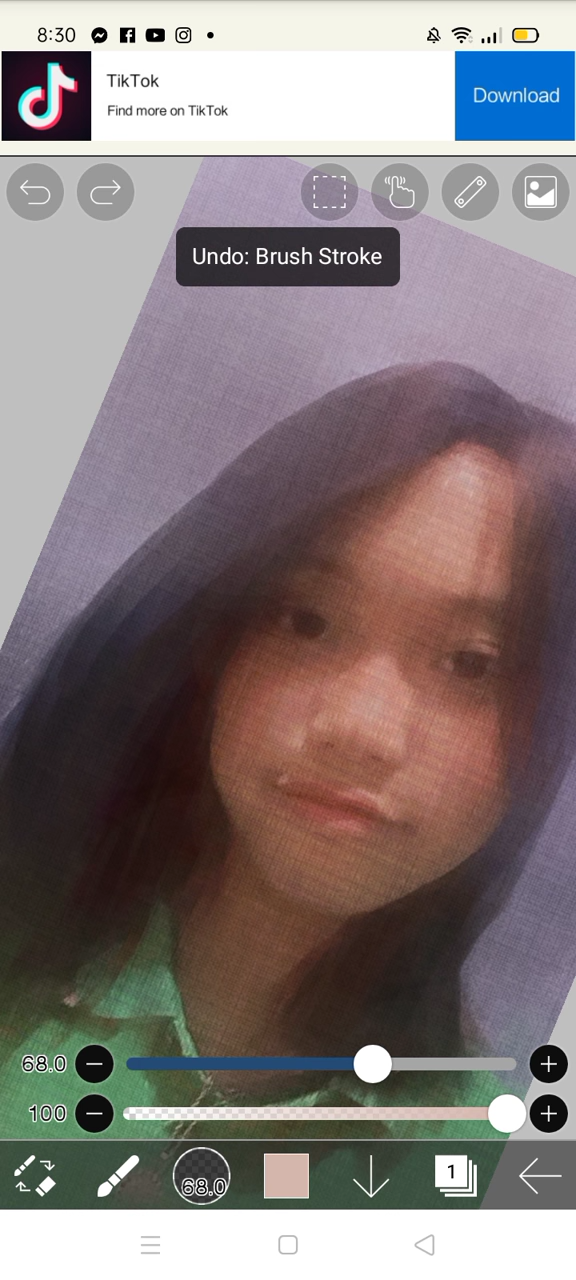 8:30
TikTok
Find more on TikTok
Download
Undo: Brush Stroke
68.0
100
68.0
1